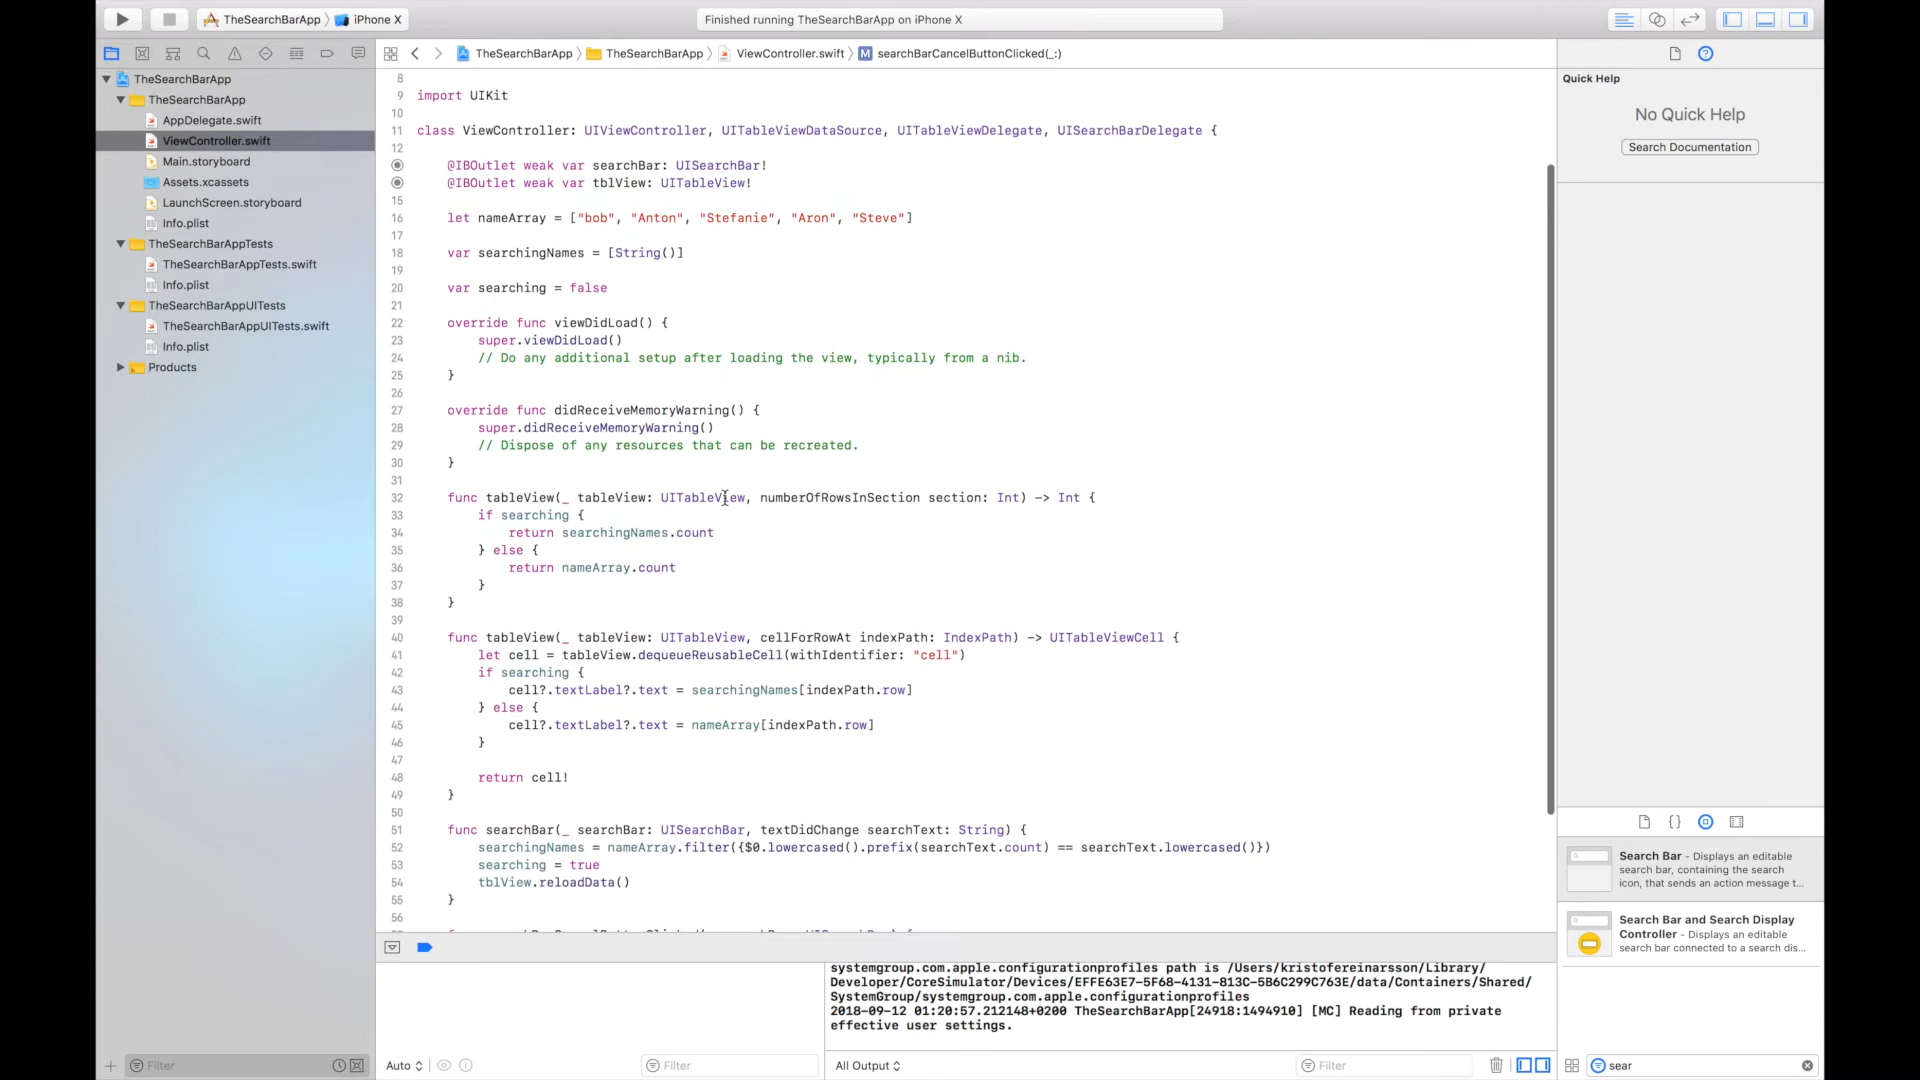 TheSearchBarApp
iPhone X
Finished running TheSearchBarApp on iPhone X
TheSearchBarApp
TheSearchBarApp
ViewController.swift
searchBarCancelButtonClicked(_:)
TheSearchBarApp
TheSearchBarApp
AppDelegate.swift
ViewController.swift
Main.storyboard
Assets.xcassets
LaunchScreen.storyboard
Info.plist
TheSearchBarAppTests
TheSearchBarAppTests.swift
Info.plist
TheSearchBarAppUITests
TheSearchBarAppUITests.swift
Info.plist
Products
Filter
8
9 import UIKit
10
11 class ViewController: UIViewController, UITableViewDataSource, UITableViewDelegate, UISearchBarDelegate {
12
@IBOutlet weak var searchBar: UISearchBar!
@IBOutlet weak var tblView: UITableView!
15
16 let nameArray = ["bob", "Anton", "Stefanie", "Aron", "Steve"]
17
18 var searchingNames = [String()]
19
20 var searching = false
21
22 override func viewDidLoad() {
23 super.viewDidLoad()
24 // Do any additional setup after loading the view, typically from a nib.
25 }
26
27 override func didReceiveMemoryWarning() {
28 super.didReceiveMemoryWarning()
29 // Dispose of any resources that can be recreated.
30 }
31
32 func tableView(_ tableView: UITableView, numberOfRowsInSection section: Int) -> Int {
33 if searching {
34 return searchingNames.count
35 } else {
36 return nameArray.count
37 }
38 }
39
40 func tableView(_ tableView: UITableView, cellForRowAt indexPath: IndexPath) -> UITableViewCell {
41 let cell = tableView.dequeueReusableCell(withIdentifier: "cell")
42 if searching {
43 cell?.textLabel?.text = searchingNames[indexPath.row]
44 } else {
45 cell?.textLabel?.text = nameArray[indexPath.row]
46 }
47
48 return cell!
49 }
50
51 func searchBar(_ searchBar: UISearchBar, textDidChange searchText: String) {
52 searchingNames = nameArray.filter({$0.lowercased().prefix(searchText.count) == searchText.lowercased()})
53 searching = true
54 tblView.reloadData()
55 }
56
Auto
Filter
systemgroup.com.apple.configurationprofiles path is /Users/kristofereinarsson/Library/
Developer/CoreSimulator/Devices/EFFE63E7-5F68-4131-813C-5B6C299C763E/data/Containers/Shared/
SystemGroup/systemgroup.com.apple.configurationprofiles
2018-09-12 01:20:57.212148+0200 TheSearchBarApp[24918:1494910] [MC] Reading from private
effective user settings.
All Output
Filter
Quick Help
No Quick Help
Search Documentation
Search Bar - Displays an editable
search bar, containing the search
icon, that sends an action message t...
Search Bar and Search Display
Controller - Displays an editable
search bar connected to a search dis...
sear